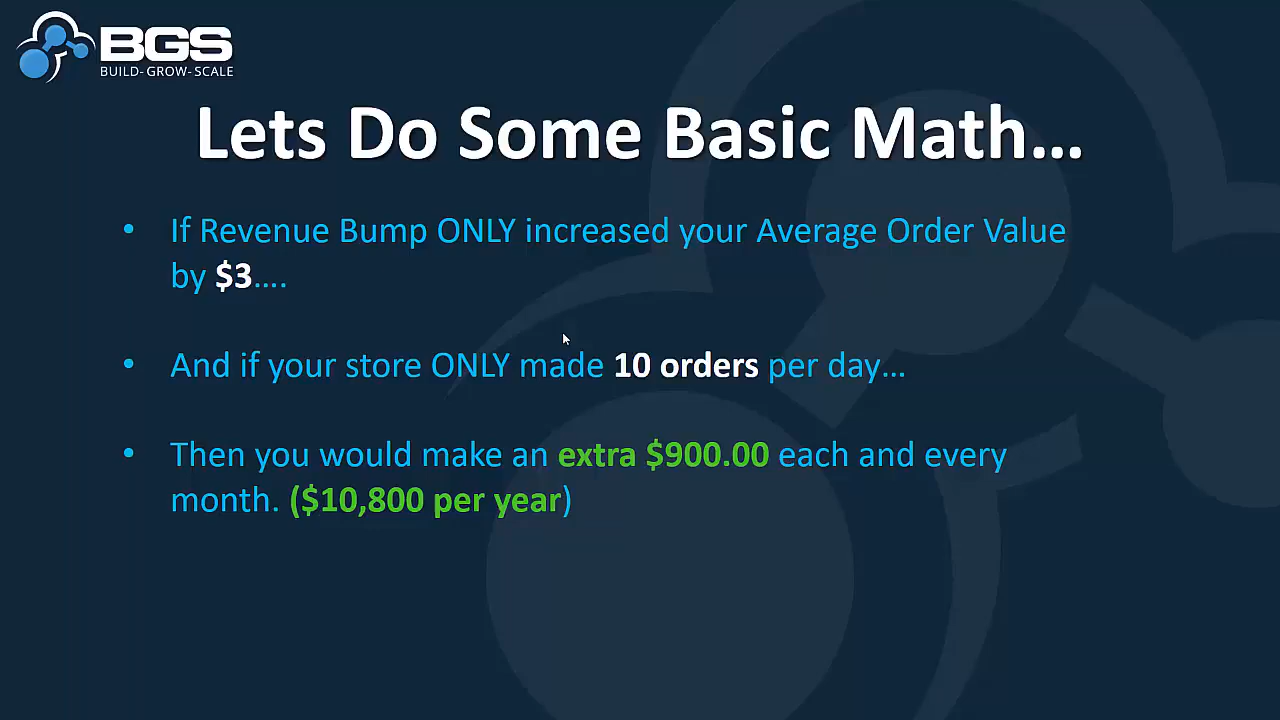 BGS
BUILD-GROW-SCALE
Lets Do Some Basic Math...
• If Revenue Bump ONLY increased your Average Order Value
by $3....
• And if your store ONLY made 10 orders per day...
• Then you would make an extra $900.00 each and every
month. ($10,800 per year)